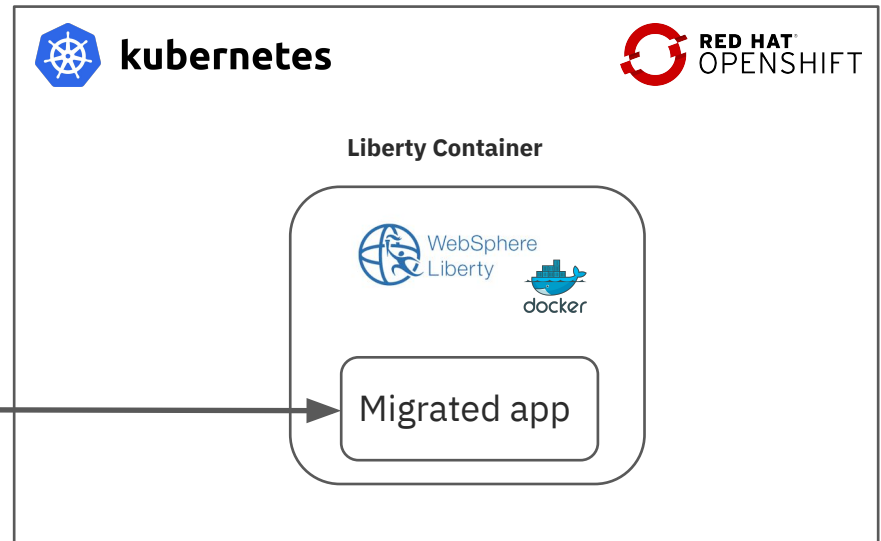 kubernetes
RED HAT®
OPENSHIFT
Liberty Container
WebSphere
Liberty
docker
Migrated app